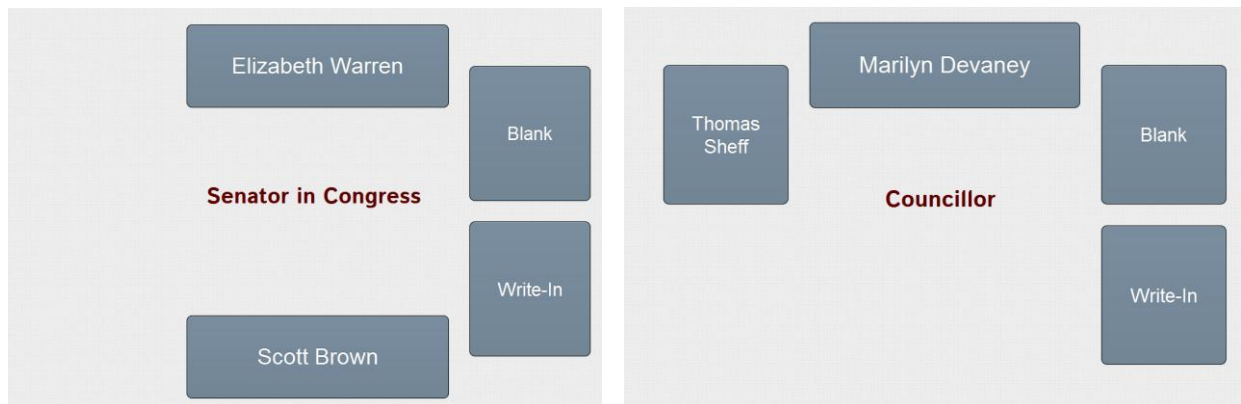 Elizabeth Warren
Blank
Senator in Congress
Write-In
Scott Brown
Marilyn Devaney
Thomas
Sheff
Blank
Councillor
Write-In